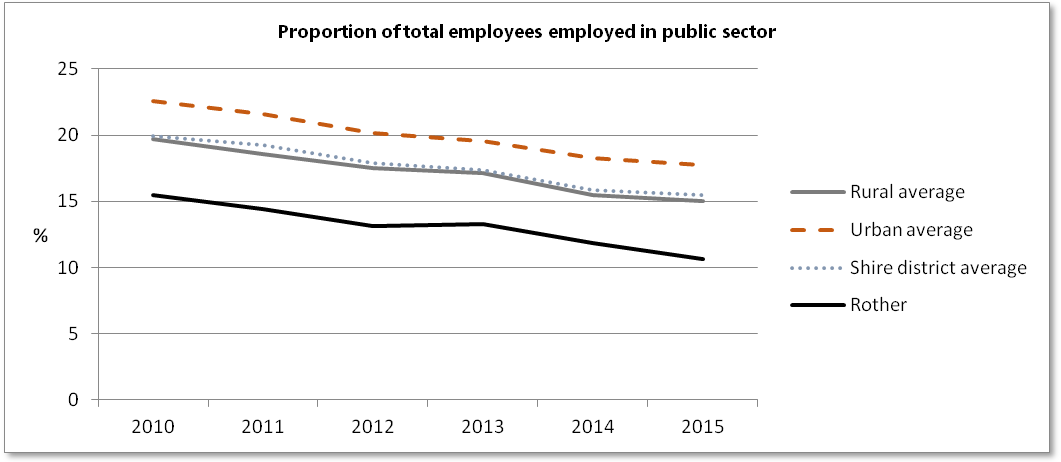 Proportion of total employees employed in public sector
25
20
15
10
5
0
%
2010 2011 2012 2013 2014 2015
Rural average
Urban average
Shire district average
Rother